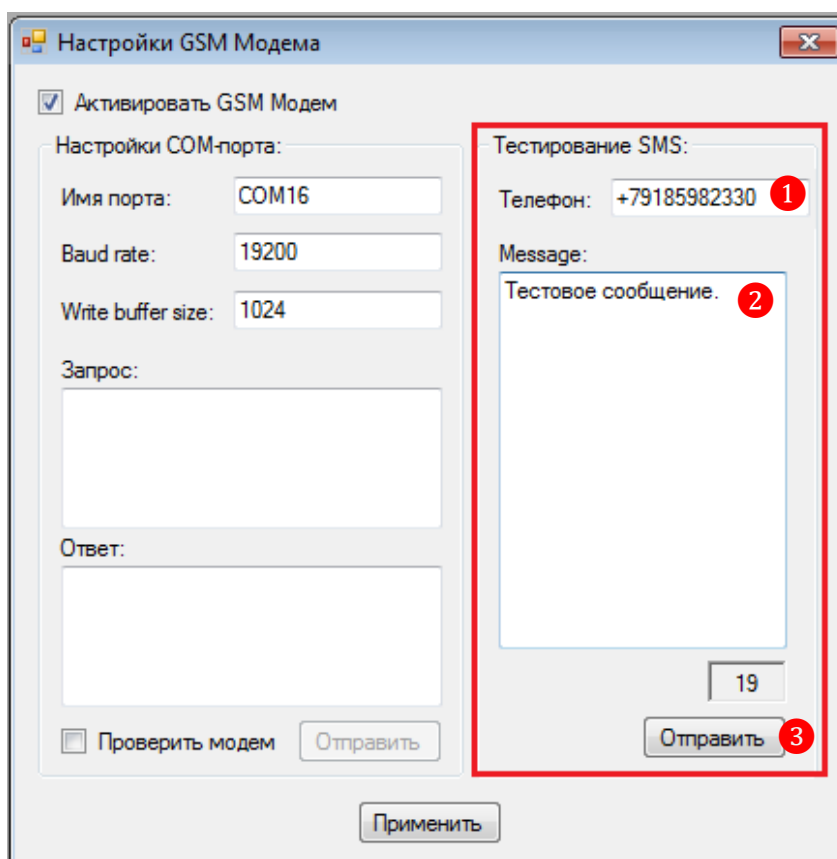 Настройки GSM Модема
Активировать GSM Модем
Настройки COM-порта:
Имя порта:
COM16
Baud rate:
19200
Write buffer size:
1024
Запрос:
Ответ:
Проверить модем
Отправить
Тестирование SMS:
Телефон:
+79185982330
1
Message:
Тестовое сообщение.
2
19
Отправить
3
Применить